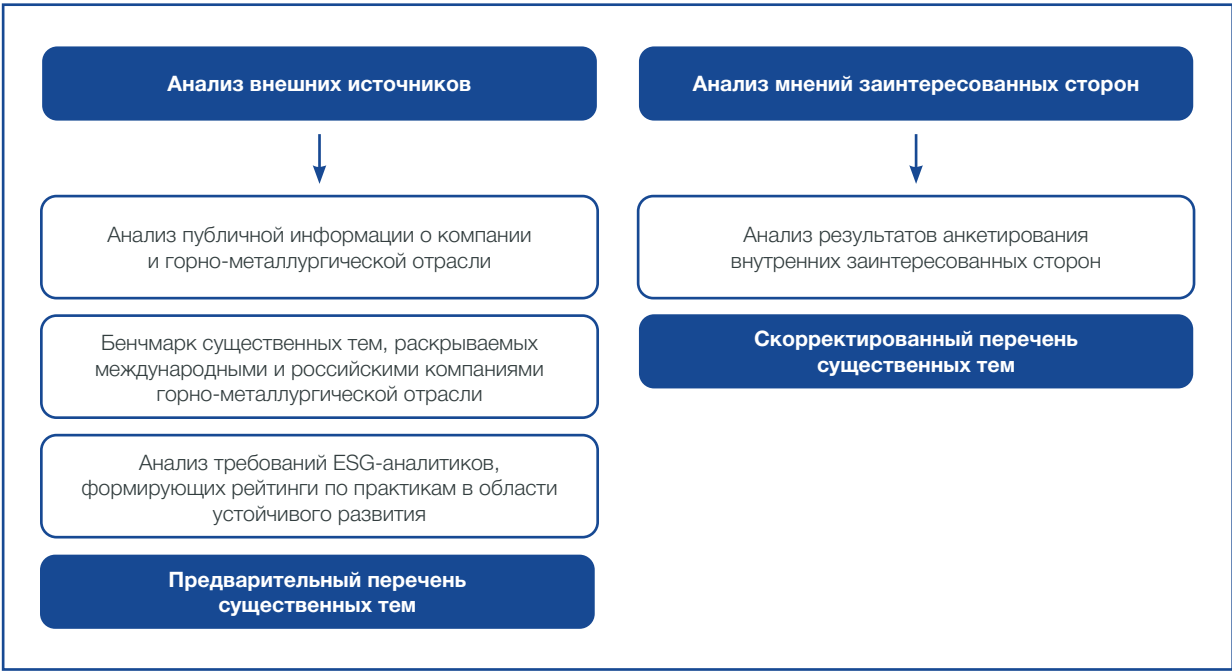 Анализ внешних источников
Анализ публичной информации о компании
и горно-металлургической отрасли
Бенчмарк существенных тем, раскрываемых
международными и российскими компаниями
горно-металлургической отрасли
Анализ требований ESG-аналитиков,
формирующих рейтинги по практикам в области
устойчивого развития
Предварительный перечень
существенных тем
Анализ мнений заинтересованных сторон
Анализ результатов анкетирования
внутренних заинтересованных сторон
Скорректированный перечень
существенных тем